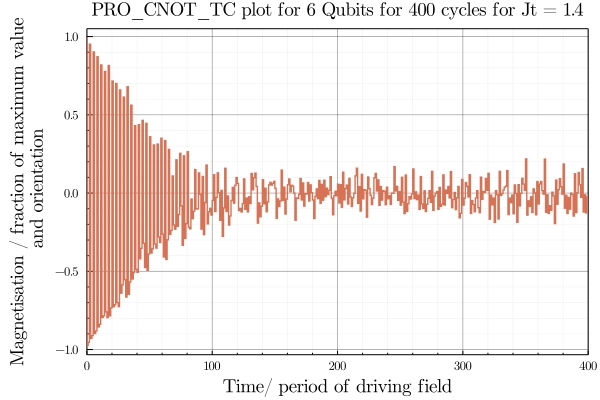 PRO_CNOT_TC plot for 6 Qubits for 400 cycles for Jt = 1.4
Magnetisation / fraction of maximum value
and orientation
1.0
0.5
0.0
−0.5
−1.0
0
100
200
300
400
Time/ period of driving field